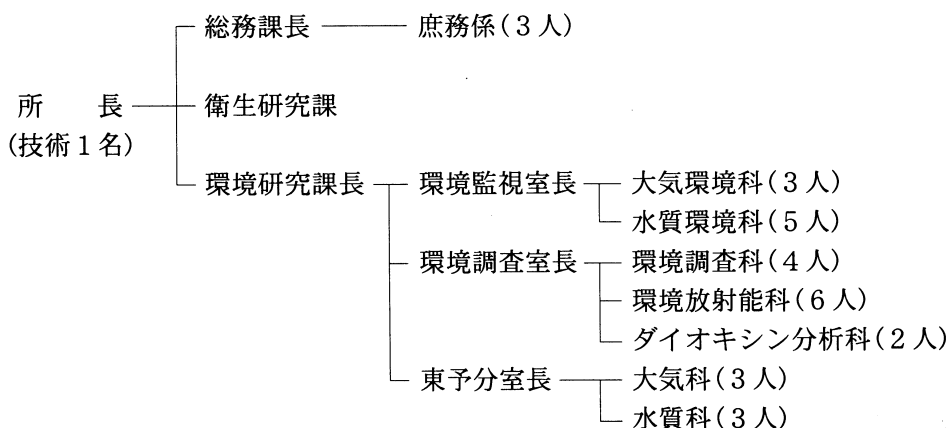 総務課長 庶務係(3人)
所　長 衛生研究課
(技術1名)
環境研究課長 環境監視室長 大気環境科(3人)
水質環境科(5人)
環境調査室長 環境調査科(4人)
環境放射能科(6人)
ダイオキシン分析科(2人)
東予分室長 大気科(3人)
水質科(3人)